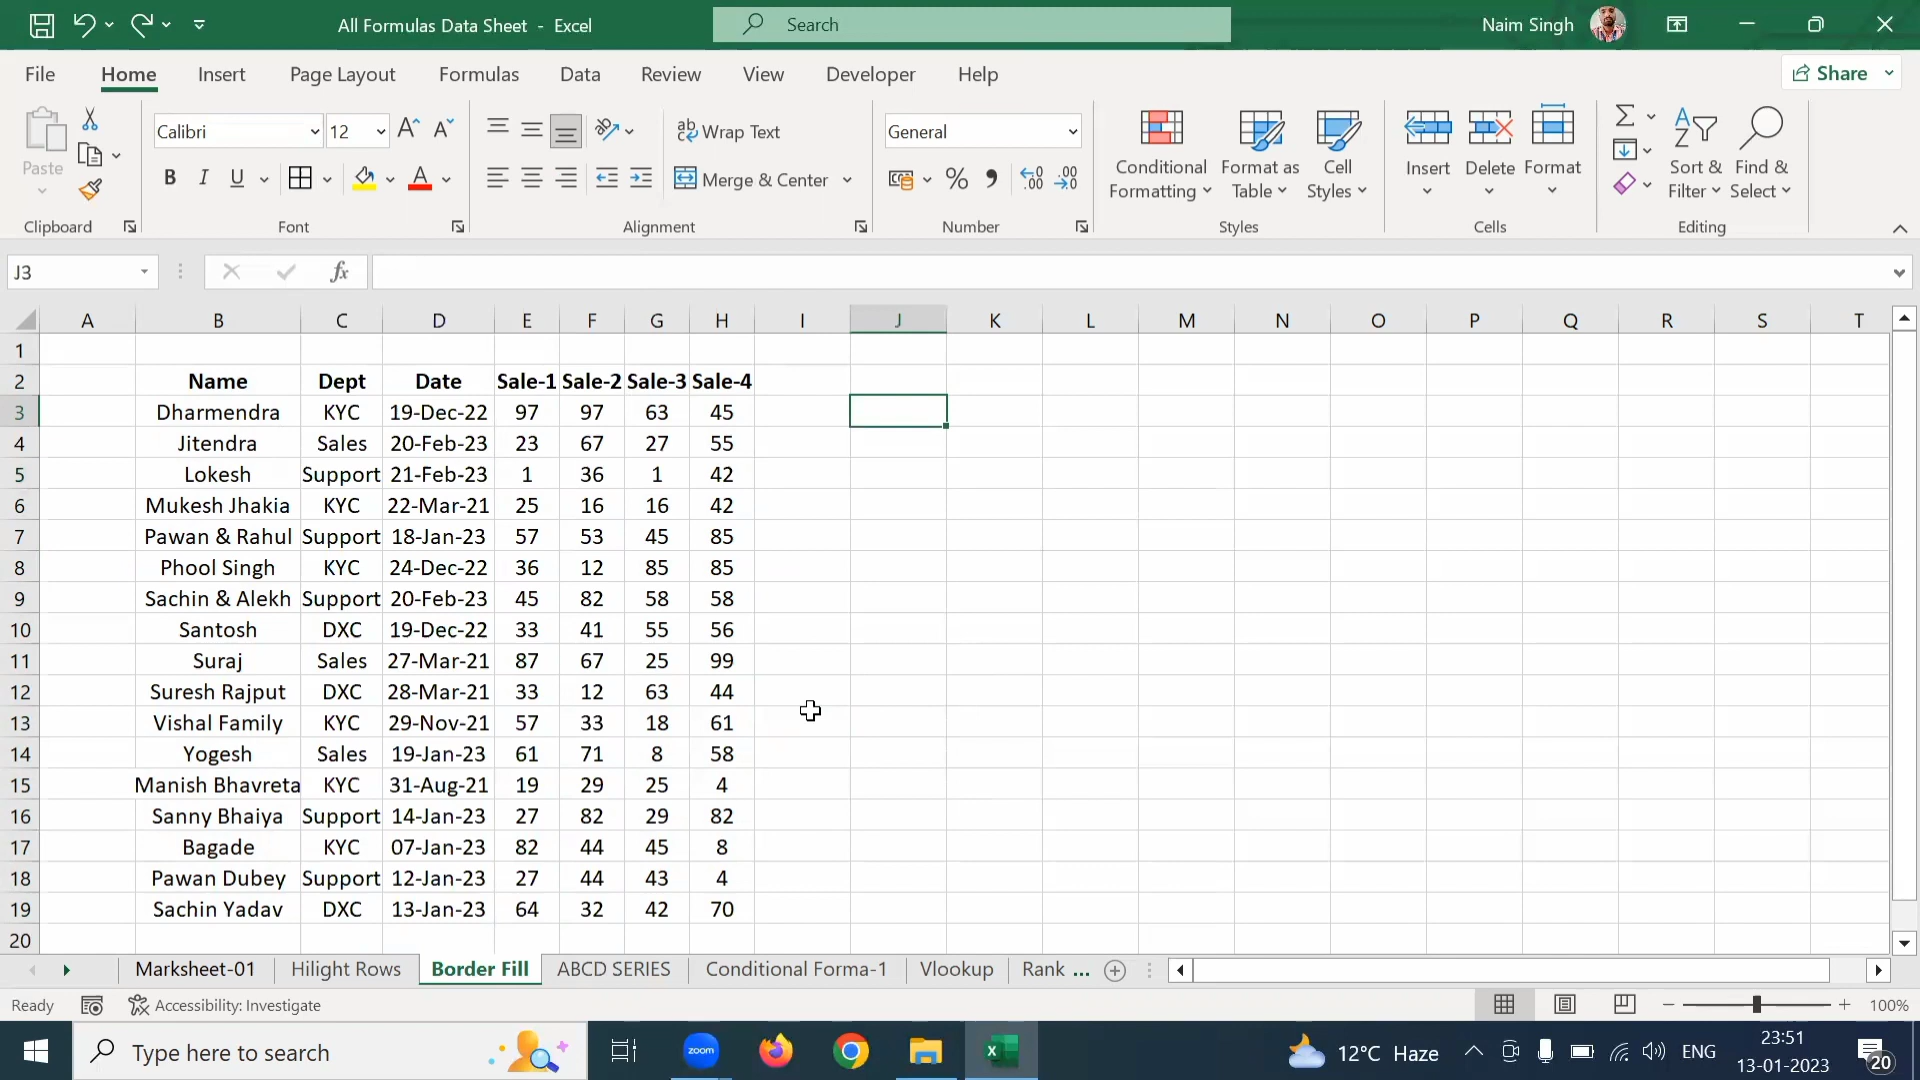 All Formulas Data Sheet - Excel
Search
Naim Singh
File Home Insert Page Layout Formulas Data Review View Developer Help
Share
Calibri 12
Wrap Text
General
Paste
B I U
Merge & Center
Conditional Formatting
Format as Table
Cell Styles
Insert
Delete
Format
Sort & Filter
Find & Select
Clipboard Font Alignment Number Styles Cells Editing
J3
fx
A B C D E F G H I J K L M N O P Q R S T
1
2 Name Dept Date Sale-1 Sale-2 Sale-3 Sale-4
3 Dharmendra KYC 19-Dec-22 97 97 63 45
4 Jitendra Sales 20-Feb-23 23 67 27 55
5 Lokesh Support 21-Feb-23 1 36 1 42
6 Mukesh Jhakia KYC 22-Mar-21 25 16 16 42
7 Pawan & Rahul Support 18-Jan-23 57 53 45 85
8 Phool Singh KYC 24-Dec-22 36 12 85 85
9 Sachin & Alekh Support 20-Feb-23 45 82 58 58
10 Santosh DXC 19-Dec-22 33 41 55 56
11 Suraj Sales 27-Mar-21 87 67 25 99
12 Suresh Rajput DXC 28-Mar-21 33 12 63 44
13 Vishal Family KYC 29-Nov-21 57 33 18 61
14 Yogesh Sales 19-Jan-23 61 71 8 58
15 Manish Bhavreta KYC 31-Aug-21 19 29 25 4
16 Sanny Bhaiya Support 14-Jan-23 27 82 29 82
17 Bagade KYC 07-Jan-23 82 44 45 8
18 Pawan Dubey Support 12-Jan-23 27 44 43 4
19 Sachin Yadav DXC 13-Jan-23 64 32 42 70
20
Marksheet-01 Hilight Rows Border Fill ABCD SERIES Conditional Forma-1 Vlookup Rank ...
Ready
Accessibility: Investigate
100%
Type here to search
zoom
12°C Haze
ENG
23:51
13-01-2023
20